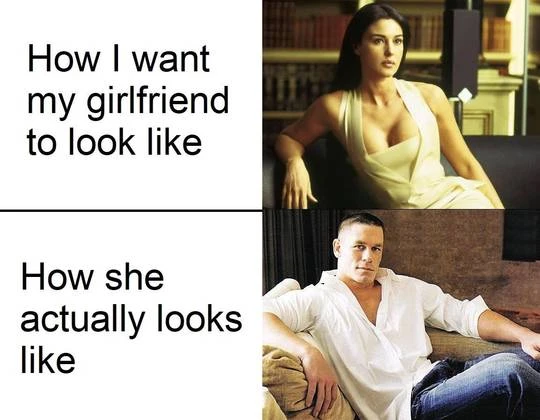 How I want
my girlfriend
to look like
How she
actually looks
like